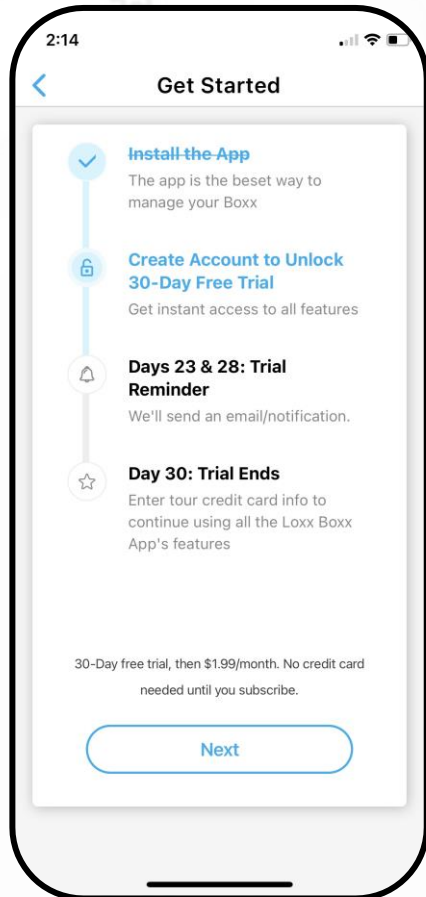 2:14
Get Started
Install the App
The app is the beset way to
manage your Boxx
Create Account to Unlock
30-Day Free Trial
Get instant access to all features
Days 23 & 28: Trial
Reminder
We'll send an email/notification.
Day 30: Trial Ends
Enter tour credit card info to
continue using all the Loxx Boxx
App's features
30-Day free trial, then $1.99/month. No credit card
needed until you subscribe.
Next